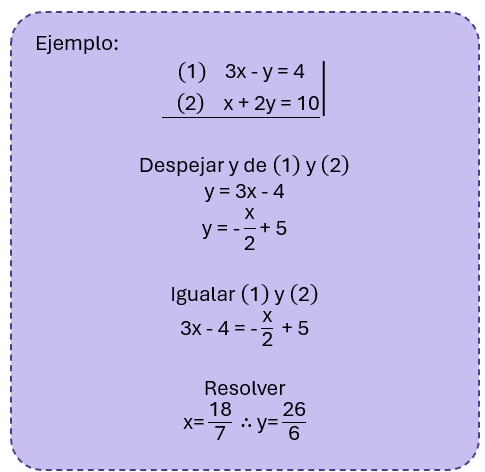 Ejemplo:
(1) 3x - y = 4
(2) x + 2y = 10
Despejar y de (1) y (2)
y = 3x - 4
y = -x/2 + 5
Igualar (1) y (2)
3x - 4 = -x/2 + 5
Resolver
x=18/7 ∴ y=26/6